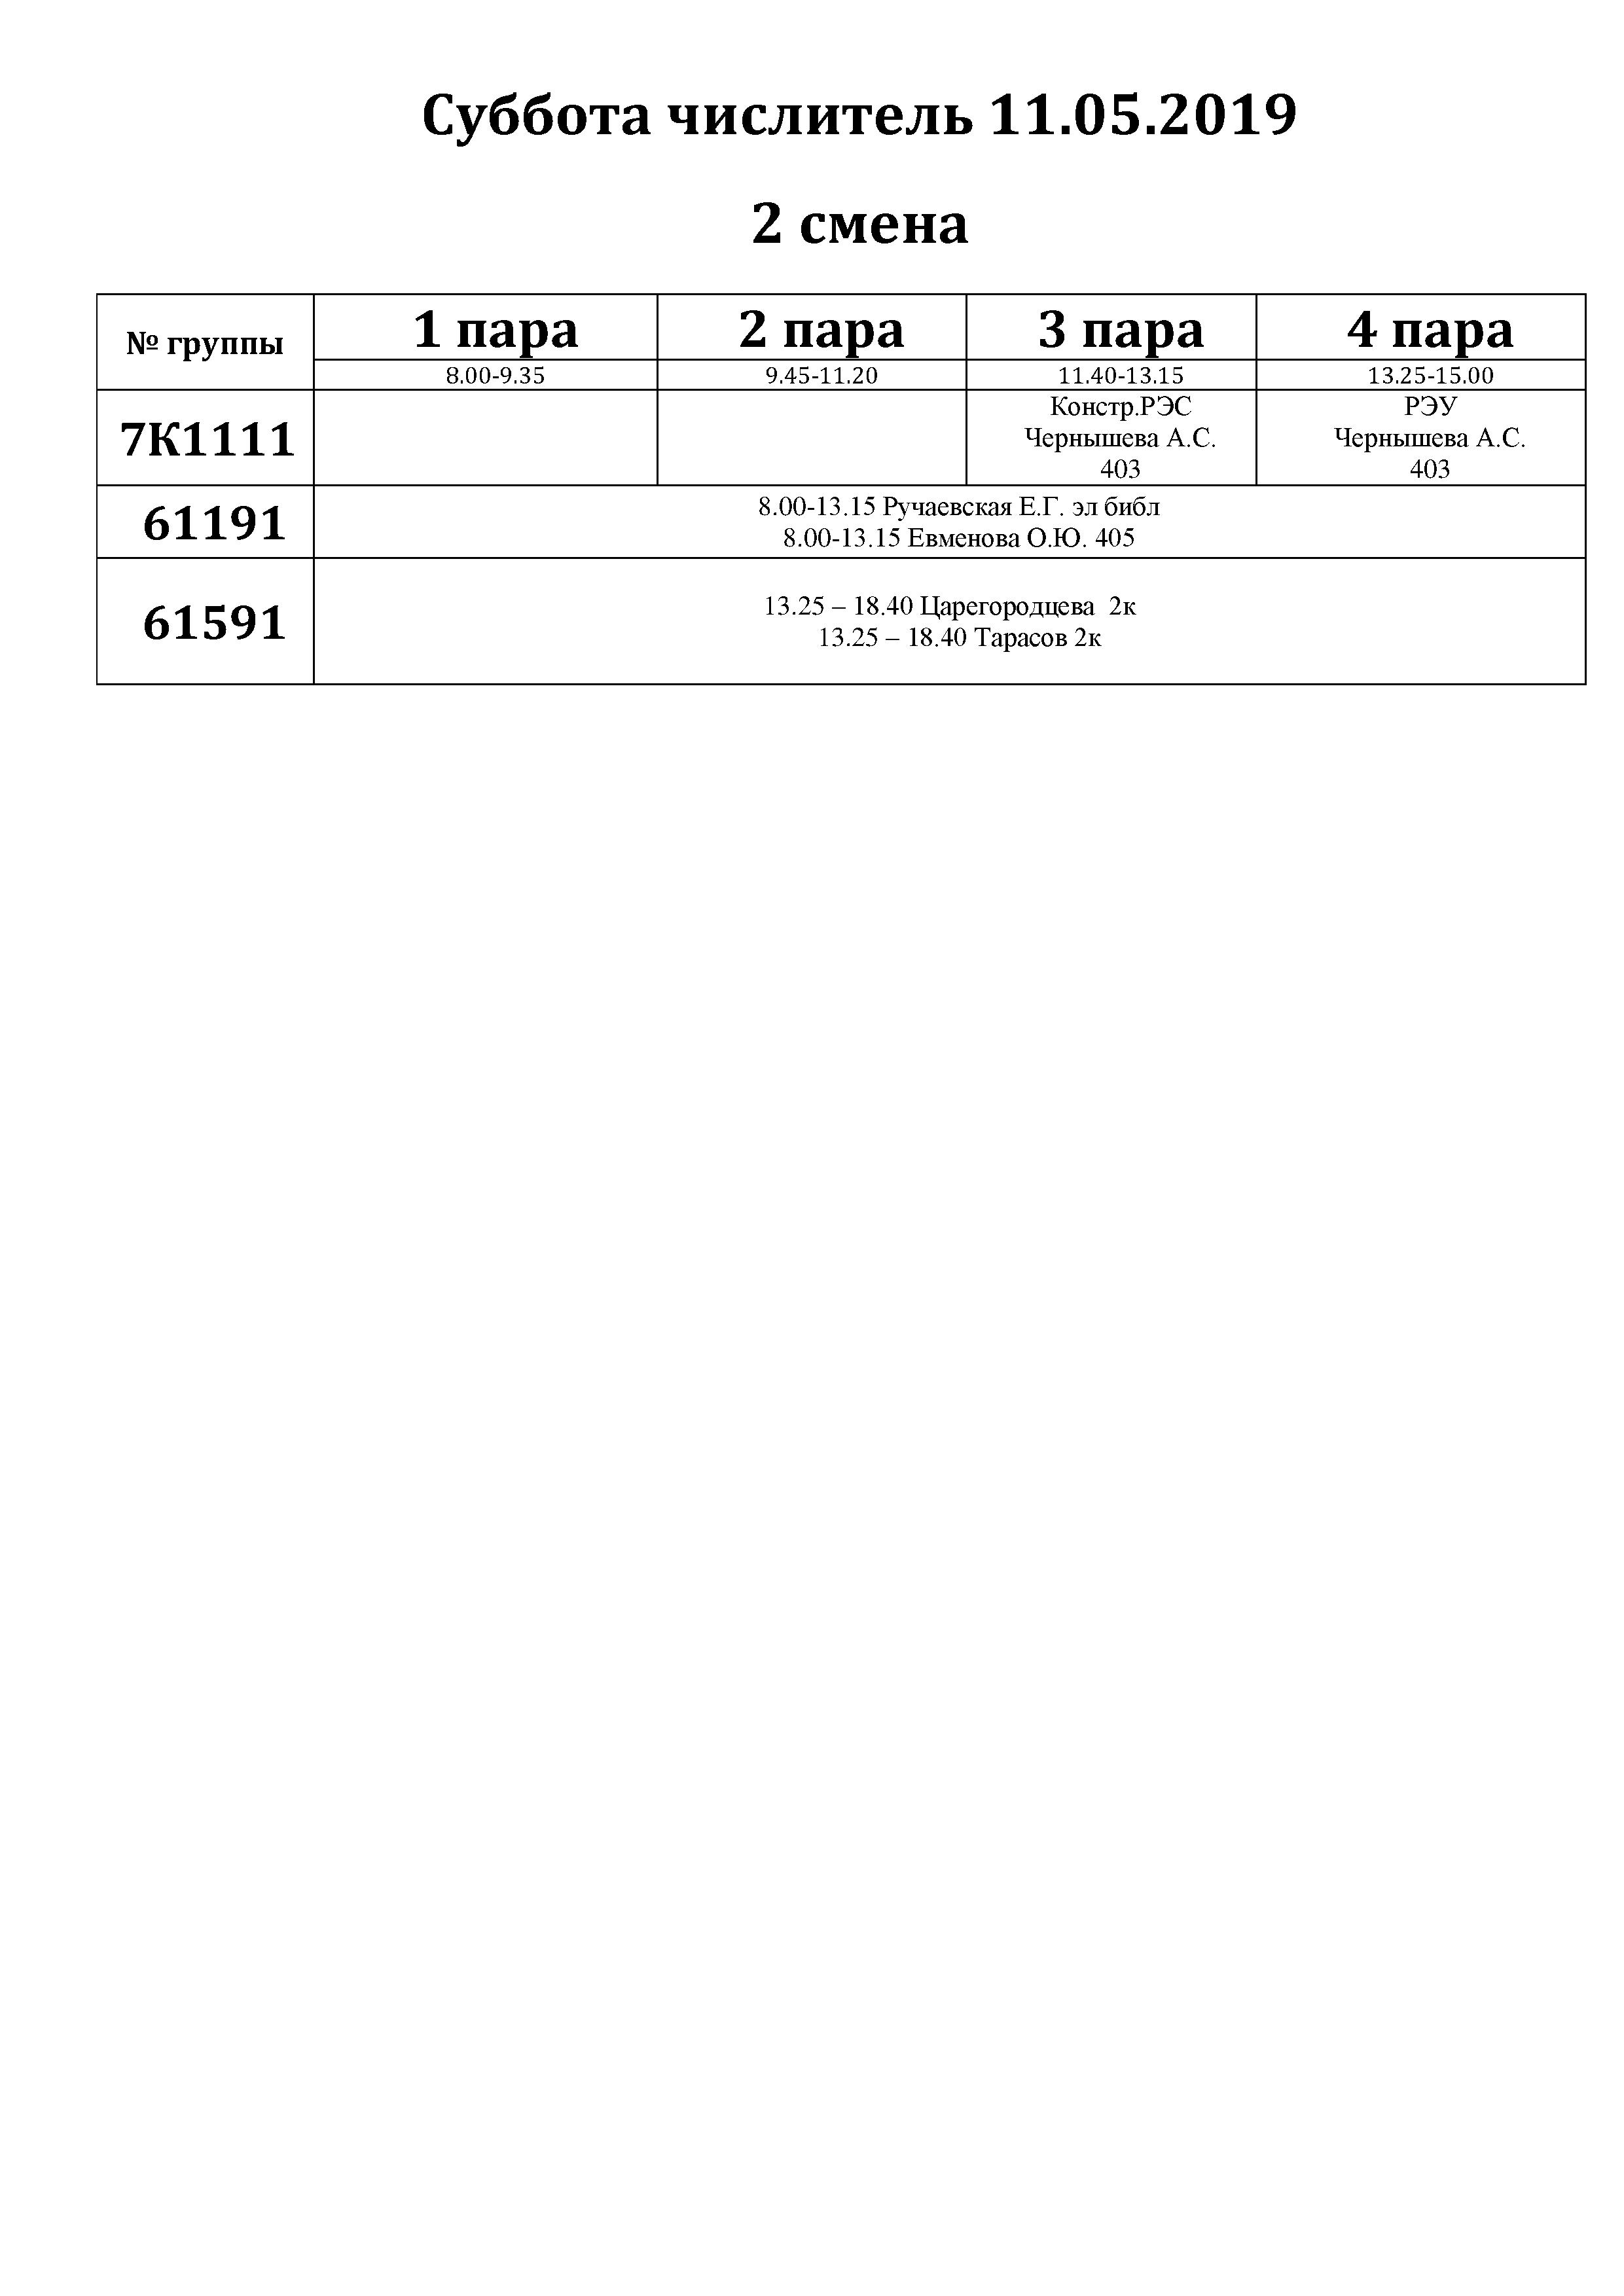 Суббота числитель 11.05.2019
2 смена
№ группы
1 пара
2 пара
3 пара
4 пара
8.00-9.35
9.45-11.20
11.40-13.15
13.25-15.00
7К1111
Констр.РЭС
Чернышева А.С.
403
РЭУ
Чернышева А.С.
403
61191
8.00-13.15 Ручаевская Е.Г. эл библ
8.00-13.15 Евменова О.Ю. 405
61591
13.25 – 18.40 Царегородцева 2к
13.25 – 18.40 Тарасов 2к